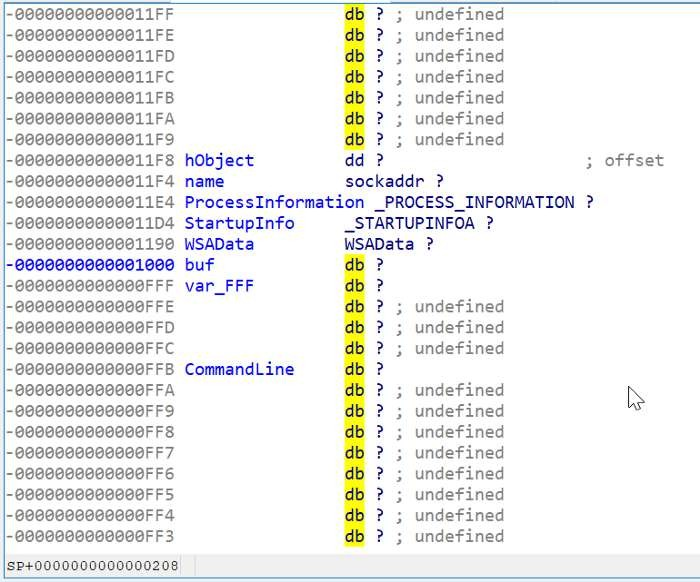 -00000000000011FF db ? ; undefined
-00000000000011FE db ? ; undefined
-00000000000011FD db ? ; undefined
-00000000000011FC db ? ; undefined
-00000000000011FB db ? ; undefined
-00000000000011FA db ? ; undefined
-00000000000011F9 db ? ; undefined
-00000000000011F8 hObject dd ? ; offset
-00000000000011F4 name sockaddr ?
-00000000000011E4 ProcessInformation _PROCESS_INFORMATION ?
-00000000000011D4 StartupInfo _STARTUPINFOA ?
-0000000000001190 WSAData WSAData ?
-0000000000001000 buf db ?
-0000000000000FFF var_FFF db ?
-0000000000000FFE db ? ; undefined
-0000000000000FFD db ? ; undefined
-0000000000000FFC db ? ; undefined
-0000000000000FFB CommandLine db ?
-0000000000000FFA db ? ; undefined
-0000000000000FF9 db ? ; undefined
-0000000000000FF8 db ? ; undefined
-0000000000000FF7 db ? ; undefined
-0000000000000FF6 db ? ; undefined
-0000000000000FF5 db ? ; undefined
-0000000000000FF4 db ? ; undefined
-0000000000000FF3 db ? ; undefined
SP+0000000000000208